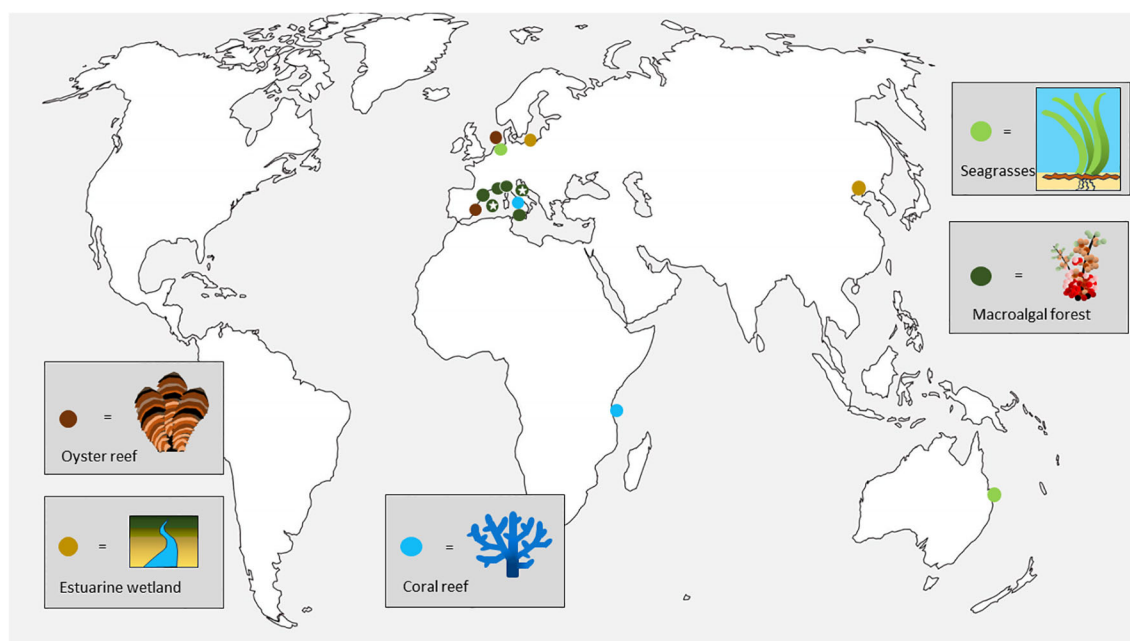 =
Seagrasses
=
Macroalgal forest
=
Oyster reef
=
Estuarine wetland
=
Coral reef